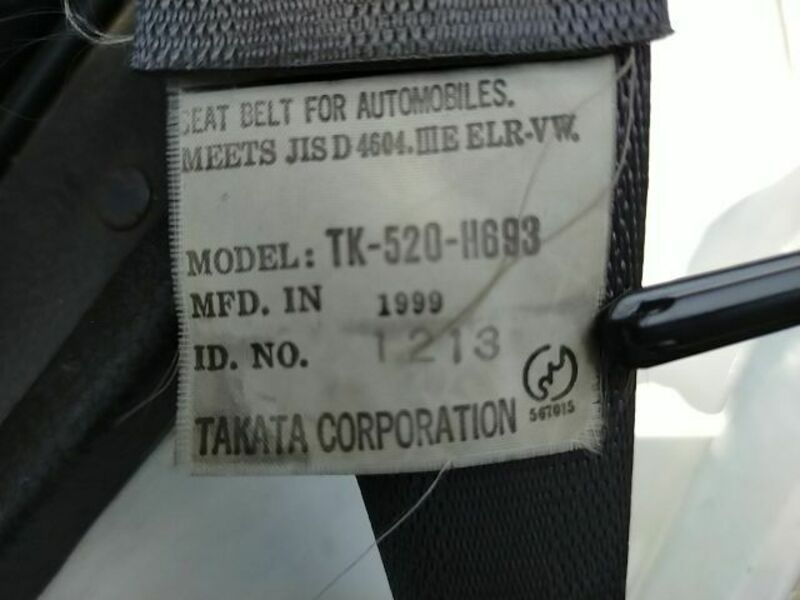 SEAT BELT FOR AUTOMOBILES.
MEETS JIS D 4604. IIIE ELR-VW.
MODEL: TK-520-H693
MFD. IN 1999
ID. NO. 1213
567015
TAKATA CORPORATION